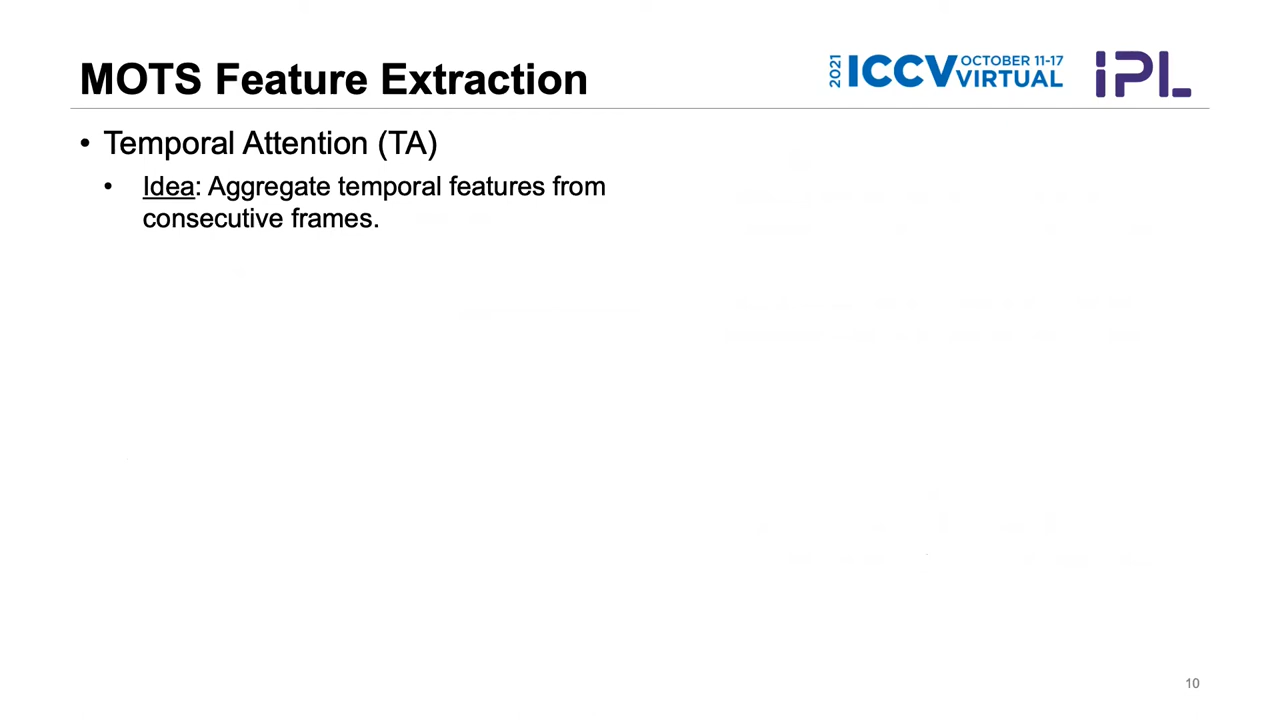 MOTS Feature Extraction
2021 ICCV OCTOBER 11-17 VIRTUAL
iPL
• Temporal Attention (TA)
• Idea: Aggregate temporal features from
consecutive frames.
10